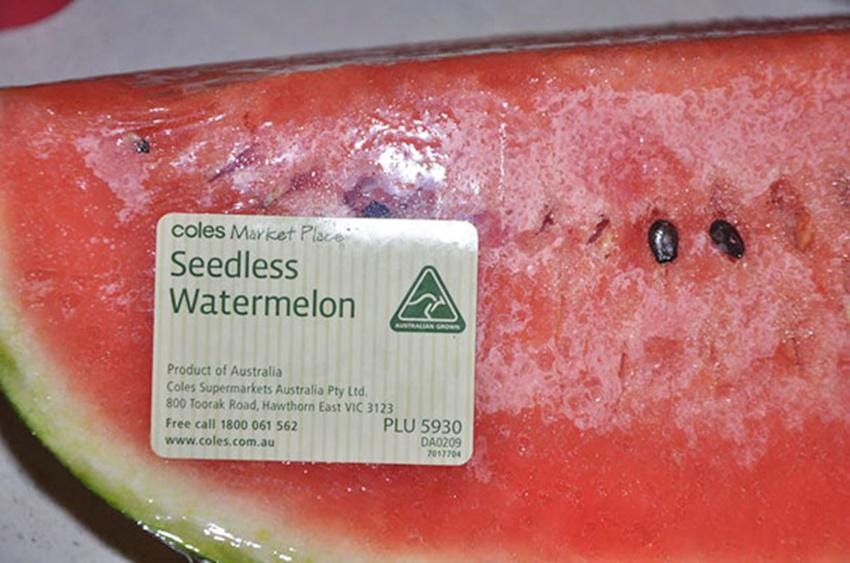 coles Market Place
Seedless
Watermelon
AUSTRALIAN GROWN
Product of Australia
Coles Supermarkets Australia Pty Ltd.
800 Toorak Road, Hawthorn East VIC 3123
Free call 1800 061 562
www.coles.com.au
PLU 5930
DA0209
7017704